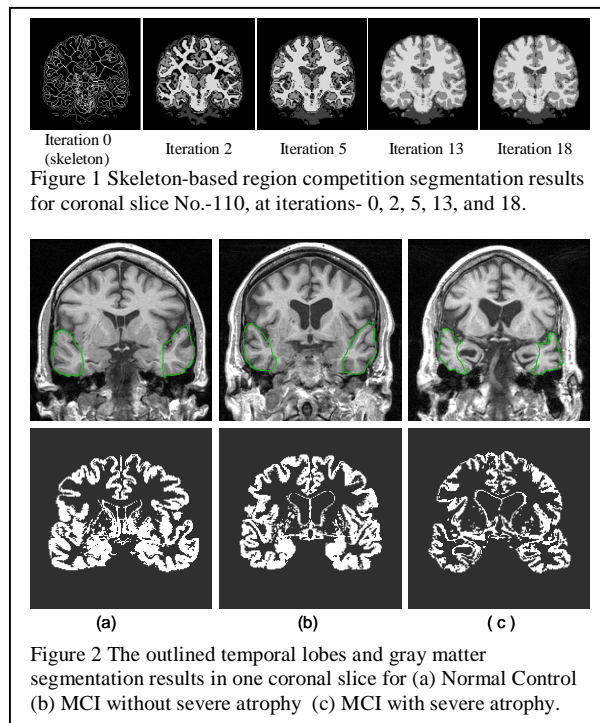 Iteration 0
(skeleton)
Iteration 2
Iteration 5
Iteration 13
Iteration 18
Figure 1 Skeleton-based region competition segmentation results
for coronal slice No.-110, at iterations- 0, 2, 5, 13, and 18.
(a)
(b)
( c )
Figure 2 The outlined temporal lobes and gray matter
segmentation results in one coronal slice for (a) Normal Control
(b) MCI without severe atrophy (c) MCI with severe atrophy.